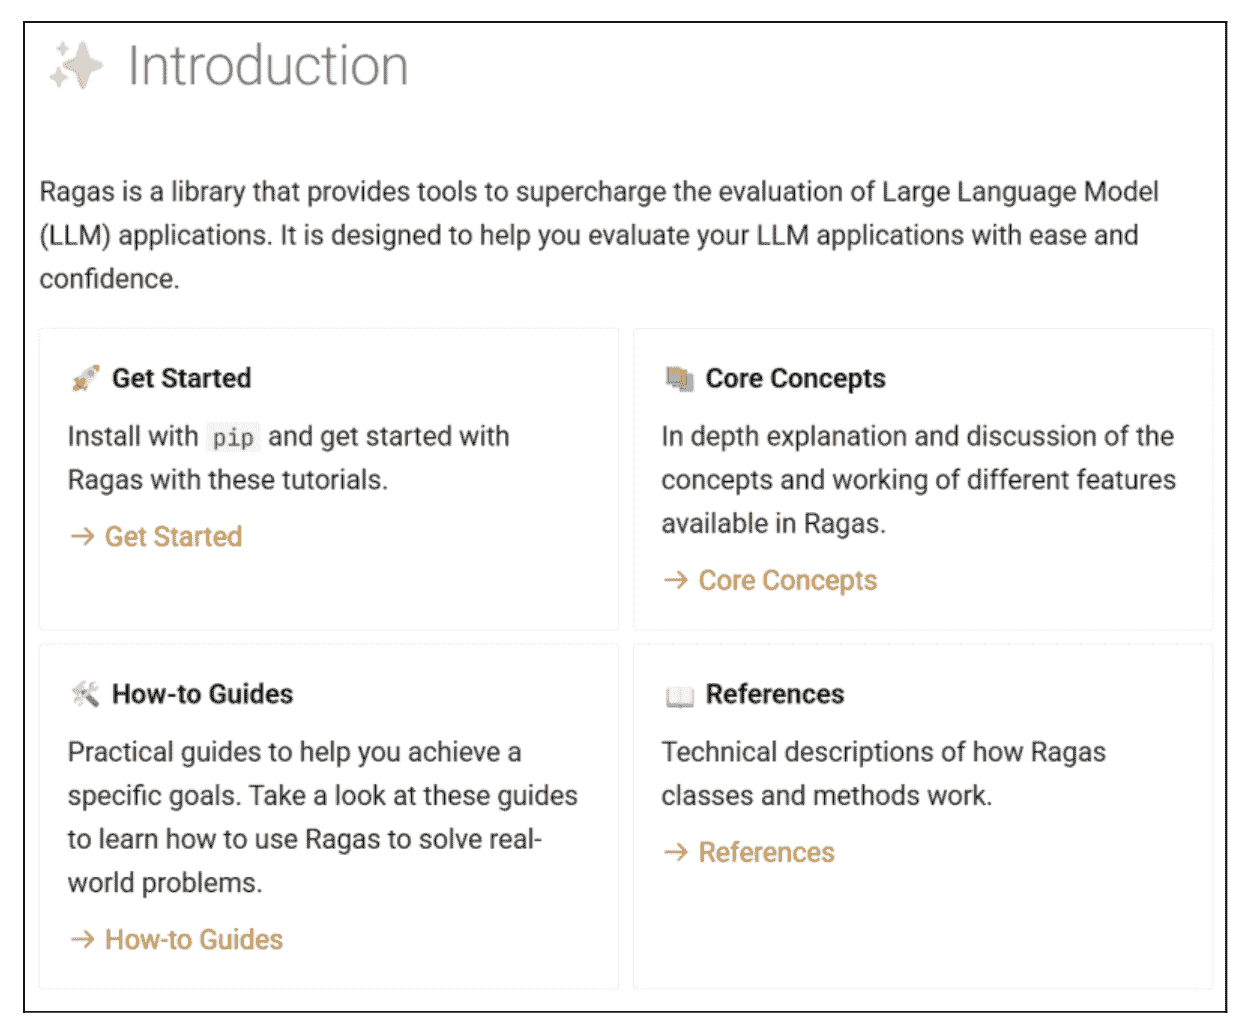 Introduction
Ragas is a library that provides tools to supercharge the evaluation of Large Language Model
(LLM) applications. It is designed to help you evaluate your LLM applications with ease and
confidence.
Get Started
Install with pip and get started with
Ragas with these tutorials.
→ Get Started
Core Concepts
In depth explanation and discussion of the
concepts and working of different features
available in Ragas.
→ Core Concepts
How-to Guides
Practical guides to help you achieve a
specific goals. Take a look at these guides
to learn how to use Ragas to solve real-
world problems.
→ How-to Guides
References
Technical descriptions of how Ragas
classes and methods work.
→ References